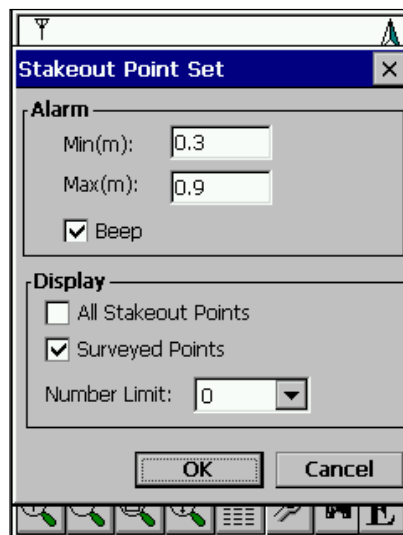 Stakeout Point Set
Alarm
Min(m): 0.3
Max(m): 0.9
Beep
Display
All Stakeout Points
Surveyed Points
Number Limit: 0
OK Cancel